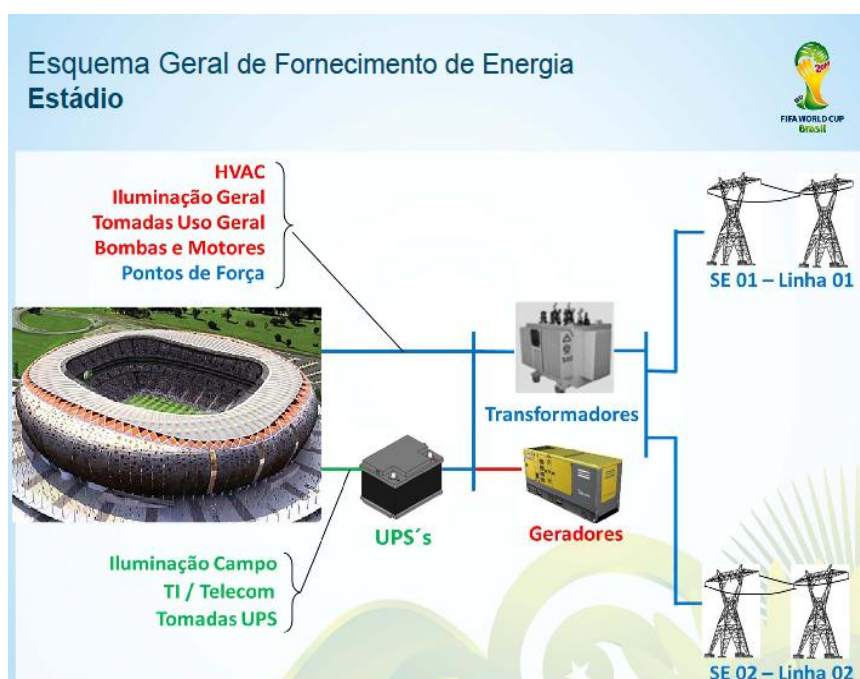 Esquema Geral de Fornecimento de Energia
Estádio
2014
FIFA WORLD CUP
Brasil
HVAC
Iluminação Geral
Tomadas Uso Geral
Bombas e Motores
Pontos de Força
SE 01 – Linha 01
Transformadores
UPS´s
Geradores
Iluminação Campo
TI / Telecom
Tomadas UPS
SE 02 – Linha 02